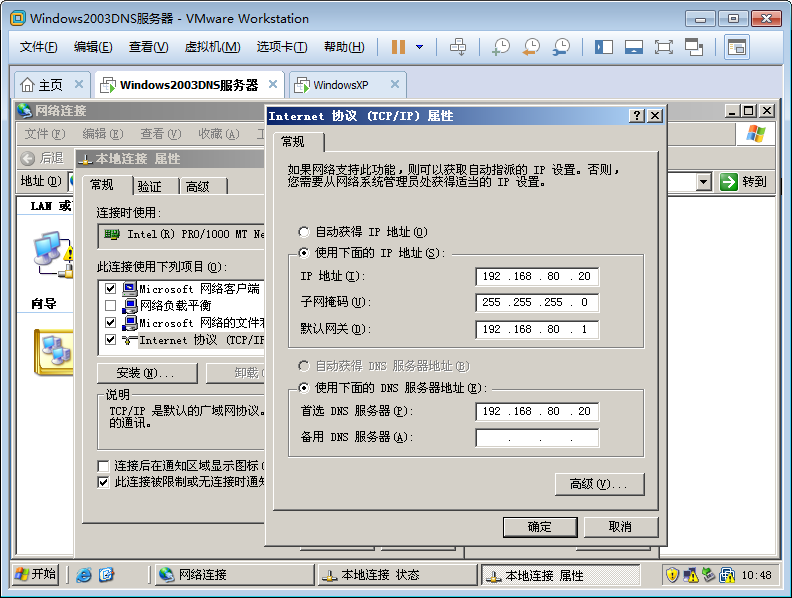 Windows2003DNS服务器 - VMware Workstation
文件(F) 编辑(E) 查看(V) 虚拟机(M) 选项卡(T) 帮助(H)
主页 Windows2003DNS服务器 WindowsXP
网络连接
文件(F) 编辑(E) 查看(V) 收藏(A)
后退
地址(D) 转到
LAN 或
向导
本地连接 属性
常规 验证 高级
连接时使用:
Intel(R) PRO/1000 MT Ne
此连接使用下列项目(O):
Microsoft 网络客户端
网络负载平衡
Microsoft 网络的文件和
Internet 协议 (TCP/IP
安装(N)... 卸载(
说明
TCP/IP 是默认的广域网协议。
的通讯。
连接后在通知区域显示图标(
此连接被限制或无连接时通知
Internet 协议 (TCP/IP) 属性
常规
如果网络支持此功能，则可以获取自动指派的 IP 设置。否则，
您需要从网络系统管理员处获得适当的 IP 设置。
自动获得 IP 地址(O)
使用下面的 IP 地址(S):
IP 地址(I): 192 .168 . 80 . 20
子网掩码(U): 255 .255 .255 . 0
默认网关(D): 192 .168 . 80 . 1
自动获得 DNS 服务器地址(B)
使用下面的 DNS 服务器地址(E):
首选 DNS 服务器(P): 192 .168 . 80 . 20
备用 DNS 服务器(A): . . .
高级(V)...
确定 取消
开始 网络连接 本地连接 状态 本地连接 属性 10:48